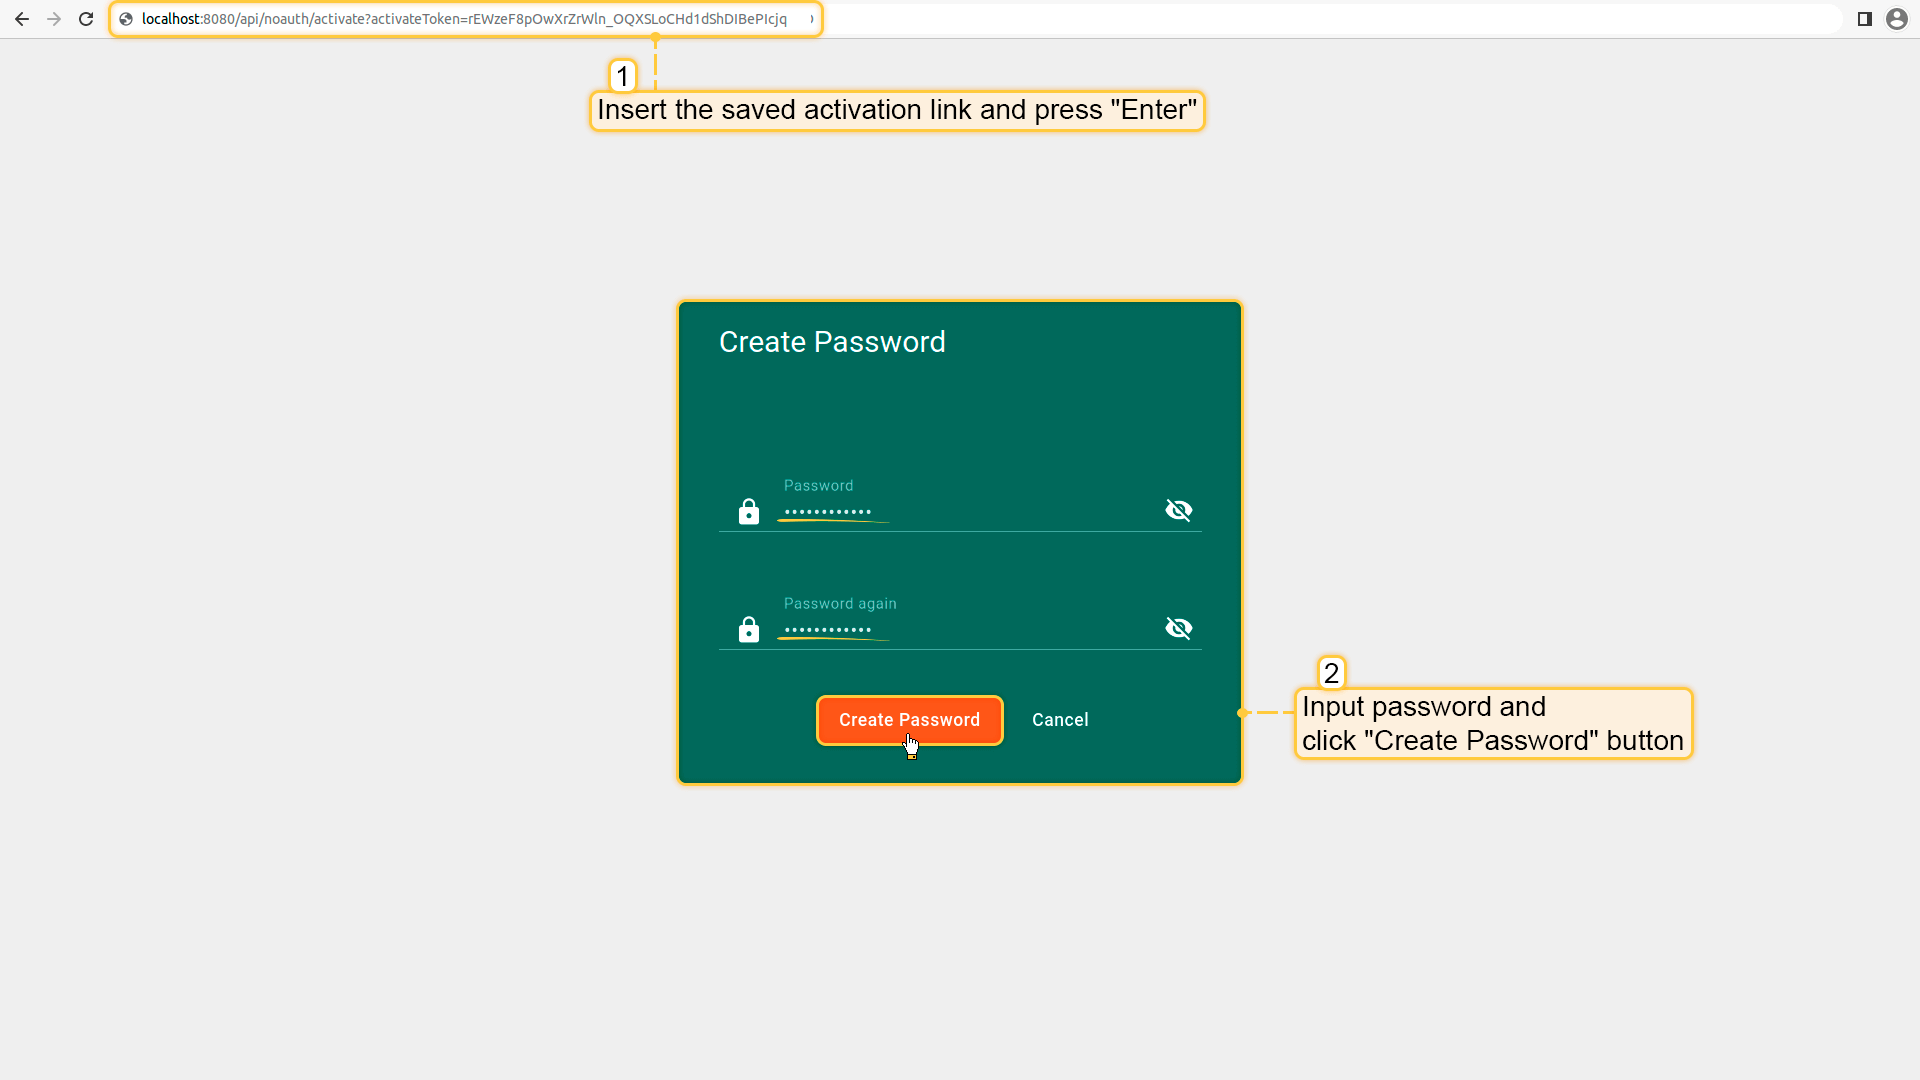 localhost:8080/api/noauth/activate?activateToken=rEWzeF8pOwXrZrWln_OQXSLoCHd1dShDIBePIcjq
1
Insert the saved activation link and press "Enter"
Create Password
Password
••••••••••••
Password again
••••••••••••
Create Password
Cancel
2
Input password and
click "Create Password" button